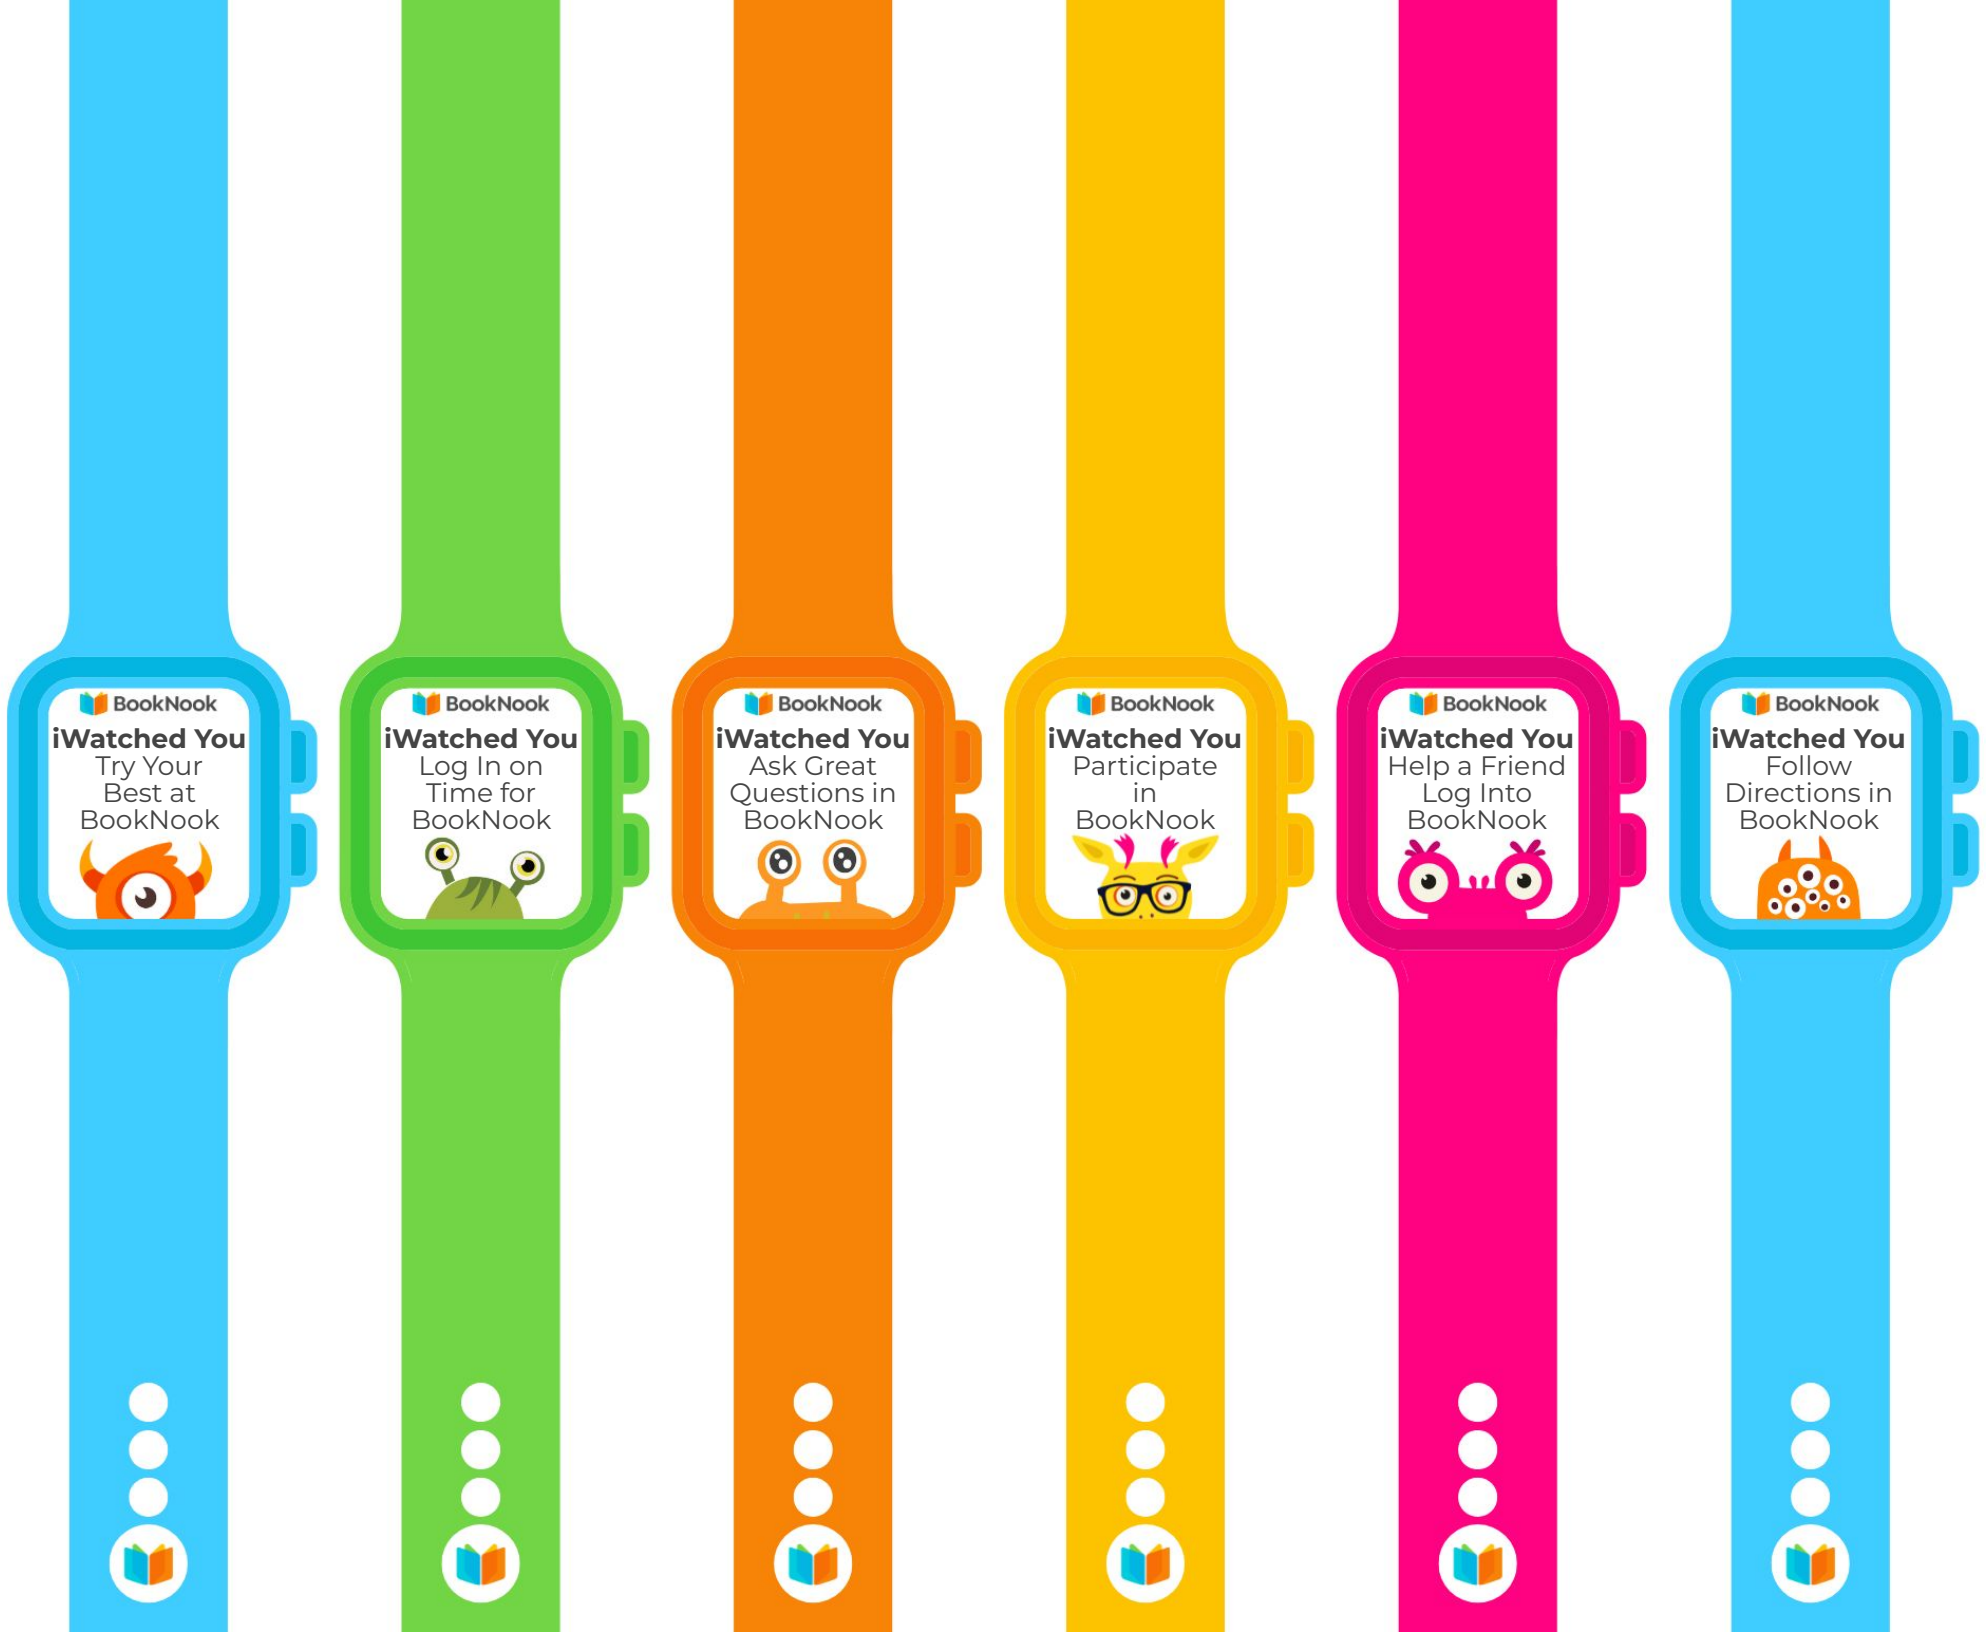 BookNook
iWatched You
Try Your
Best at
BookNook
BookNook
iWatched You
Log In on
Time for
BookNook
BookNook
iWatched You
Ask Great
Questions in
BookNook
BookNook
iWatched You
Participate
in
BookNook
BookNook
iWatched You
Help a Friend
Log Into
BookNook
BookNook
iWatched You
Follow
Directions in
BookNook